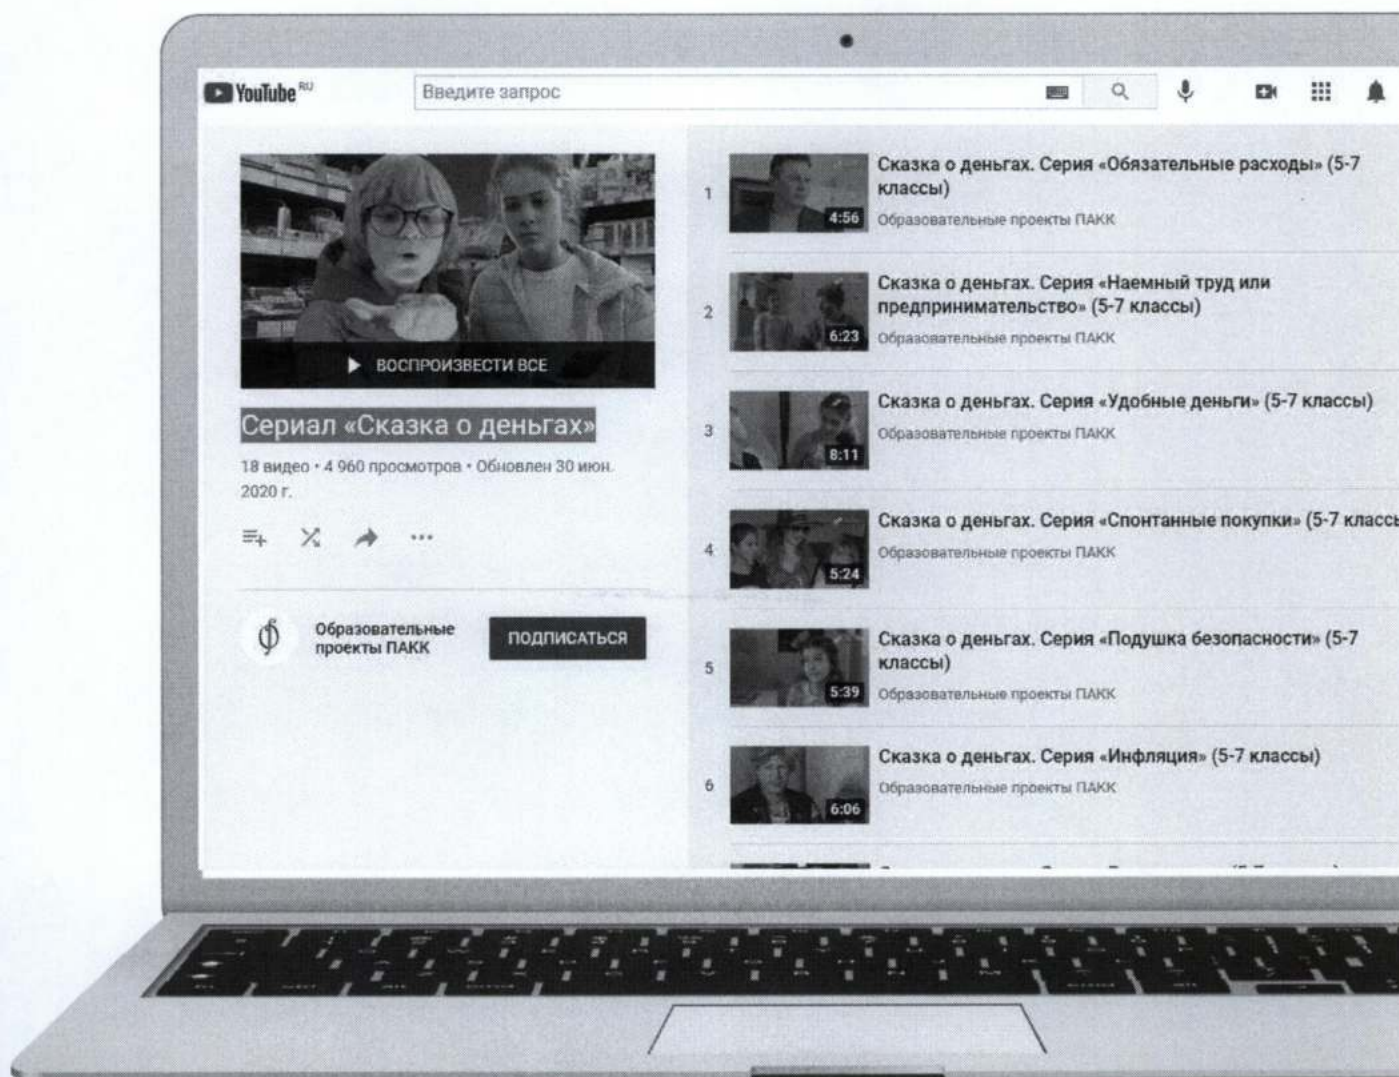 YouTube RU
Введите запрос
ВОСПРОИЗВЕСТИ ВСЕ
Сериал «Сказка о деньгах»
18 видео • 4 960 просмотров • Обновлен 30 июн.
2020 г.
Образовательные
проекты ПАКК
ПОДПИСАТЬСЯ
1
4:56
Сказка о деньгах. Серия «Обязательные расходы» (5-7
классы)
Образовательные проекты ПАКК
2
6:23
Сказка о деньгах. Серия «Наемный труд или
предпринимательство» (5-7 классы)
Образовательные проекты ПАКК
3
8:11
Сказка о деньгах. Серия «Удобные деньги» (5-7 классы)
Образовательные проекты ПАКК
4
5:24
Сказка о деньгах. Серия «Спонтанные покупки» (5-7 классы
Образовательные проекты ПАКК
5
5:39
Сказка о деньгах. Серия «Подушка безопасности» (5-7
классы)
Образовательные проекты ПАКК
6
6:06
Сказка о деньгах. Серия «Инфляция» (5-7 классы)
Образовательные проекты ПАКК